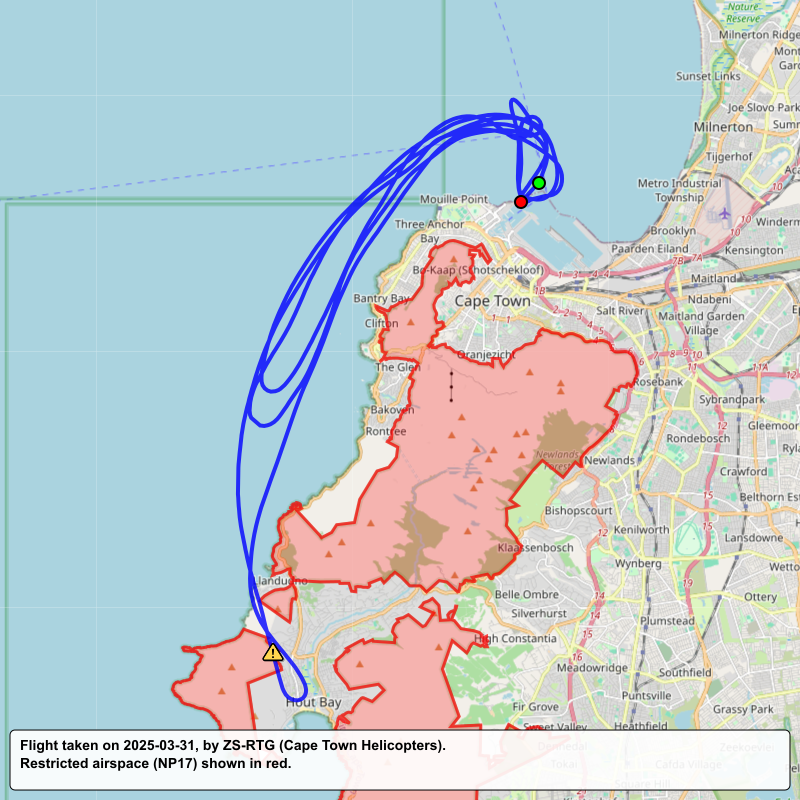 Nature
Reserve
Milnerton Ridge
Sunset Links
Joe Slovo Park
Milnerton
Tijgerhof
Metro Industrial
Township
Mouille Point
Three Anchor
Bay
Brooklyn
Paarden Eiland
Kensington
7B
10
Bo-Kaap (Schotschekloof)
Maitland
Bantry Bay
Cape Town
1B
Ndabeni
Salt River
Maitland Garden
Village
Clifton
Oranjezicht
The Glen
11A
Rosebank
Sybrandpark
Bakoven
Rontree
Rondebosch
Newlands
Forest
Newlands
Crawford
Bishopscourt
Kenilworth
Lansdowne
Klaassenbosch
Wynberg
Llandudno
Belle Ombre
Ottery
Silverhurst
Plumstead
High Constantia
Meadowridge
Southfield
Hout Bay
Puntsville
Fir Grove
Grassy Park
Sweet Valley
Heathfield
Flight taken on 2025-03-31, by ZS-RTG (Cape Town Helicopters).
Restricted airspace (NP17) shown in red.